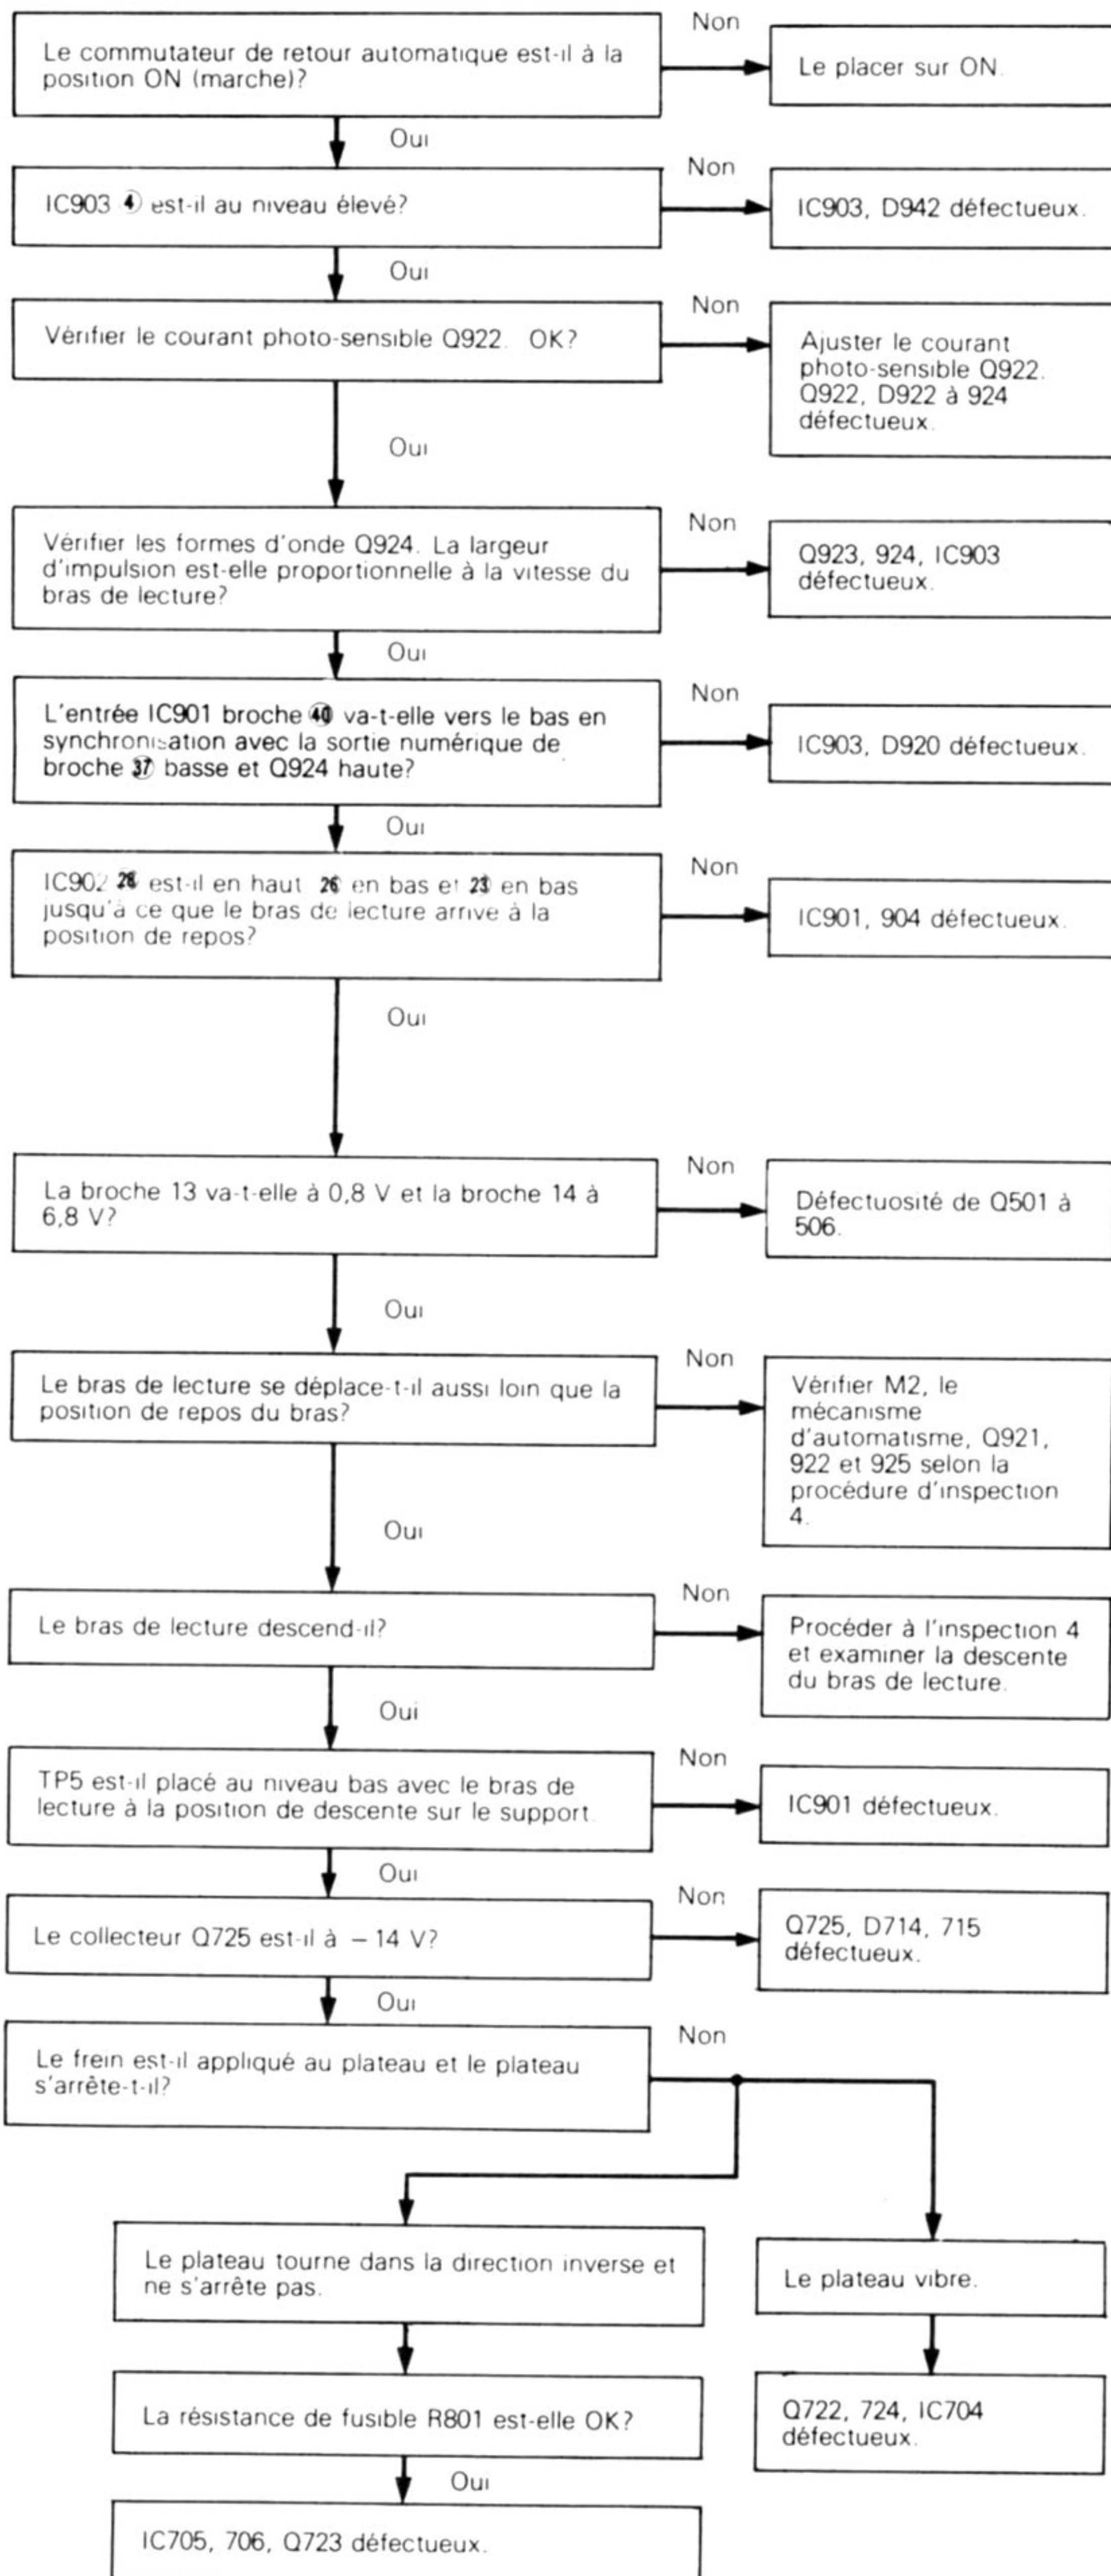 Le commutateur de retour automatique est-il à la
position ON (marche)?
Non
Le placer sur ON.
Oui
IC903 ④ est-il au niveau élevé?
Non
IC903, D942 défectueux.
Oui
Vérifier le courant photo-sensible Q922. OK?
Non
Ajuster le courant
photo-sensible Q922.
Q922, D922 à 924
défectueux.
Oui
Vérifier les formes d'onde Q924. La largeur
d'impulsion est-elle proportionnelle à la vitesse du
bras de lecture?
Non
Q923, 924, IC903
défectueux.
Oui
L'entrée IC901 broche ㊵ va-t-elle vers le bas en
synchronisation avec la sortie numérique de
broche ㊲ basse et Q924 haute?
Non
IC903, D920 défectueux.
Oui
IC902 est-il en haut ㉖ en bas et ㉓ en bas
jusqu'à ce que le bras de lecture arrive à la
position de repos?
Non
IC901, 904 défectueux.
Oui
La broche 13 va-t-elle à 0,8 V et la broche 14 à
6,8 V?
Non
Défectuosité de Q501 à
506.
Oui
Le bras de lecture se déplace-t-il aussi loin que la
position de repos du bras?
Non
Vérifier M2, le
mécanisme
d'automatisme, Q921,
922 et 925 selon la
procédure d'inspection
4.
Oui
Le bras de lecture descend-il?
Non
Procéder à l'inspection 4
et examiner la descente
du bras de lecture.
Oui
TP5 est-il placé au niveau bas avec le bras de
lecture à la position de descente sur le support.
Non
IC901 défectueux.
Oui
Le collecteur Q725 est-il à – 14 V?
Non
Q725, D714, 715
défectueux.
Oui
Le frein est-il appliqué au plateau et le plateau
s'arrête-t-il?
Non
Le plateau tourne dans la direction inverse et
ne s'arrête pas.
Le plateau vibre.
La résistance de fusible R801 est-elle OK?
Q722, 724, IC704
défectueux.
Oui
IC705, 706, Q723 défectueux.